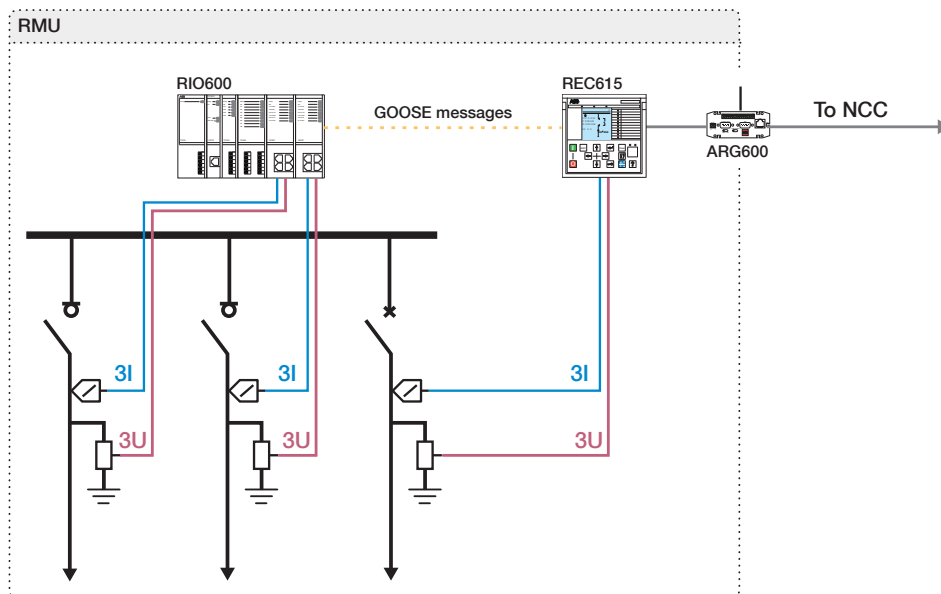 RMU
RIO600
REC615
GOOSE messages
To NCC
ARG600
3I
3I
3I
3U
3U
3U